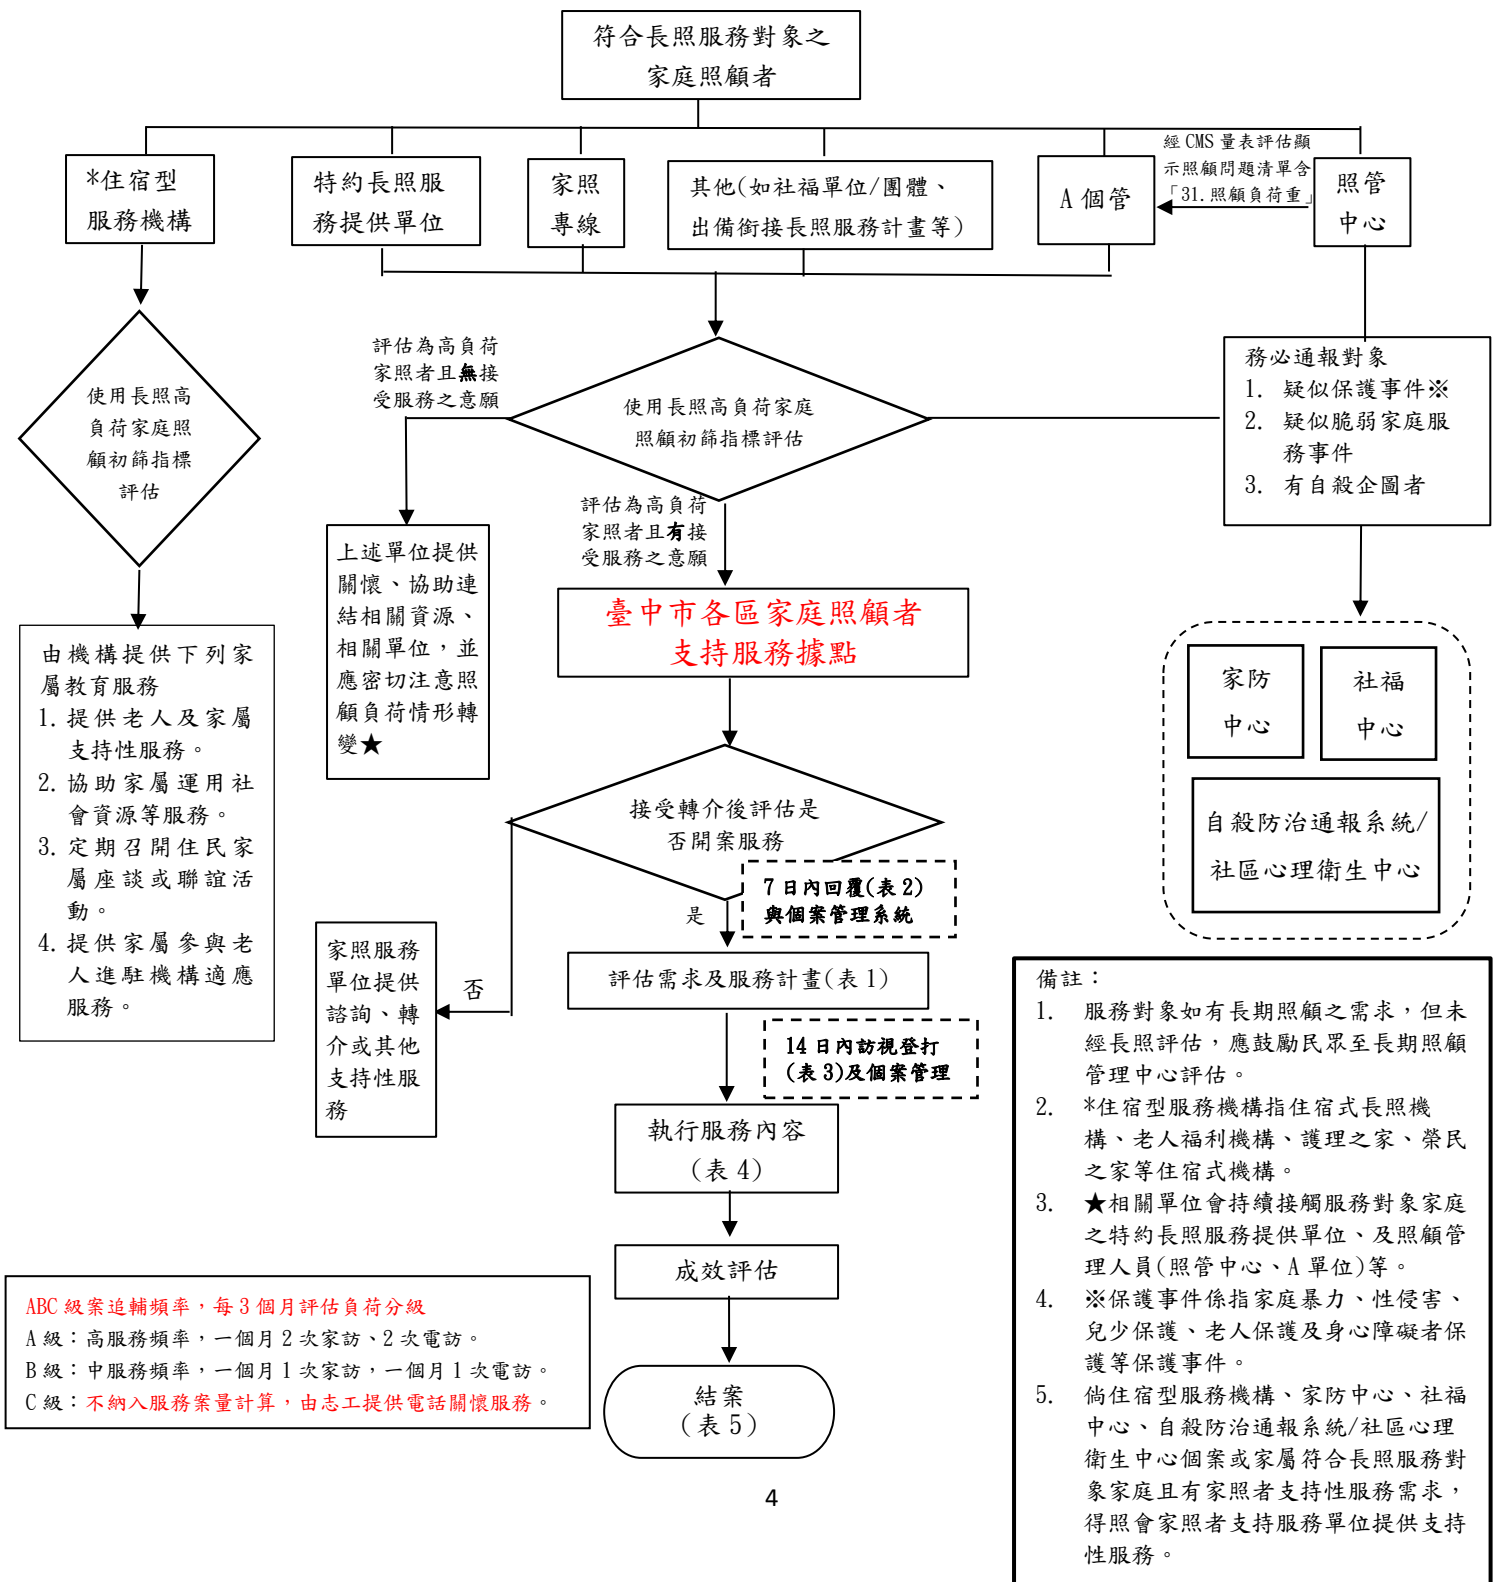 符合長照服務對象之
家庭照顧者
*住宿型
服務機構
特約長照服
務提供單位
家照
專線
其他(如社福單位/團體、
出備銜接長照服務計畫等)
A 個管
經 CMS 量表評估顯
示照顧問題清單含
「31.照顧負荷重」
照管
中心
使用長照高
負荷家庭照
顧初篩指標
評估
評估為高負荷
家照者且無接
受服務之意願
使用長照高負荷家庭
照顧初篩指標評估
務必通報對象
1. 疑似保護事件※
2. 疑似脆弱家庭服
務事件
3. 有自殺企圖者
評估為高負荷
家照者且有接
受服務之意願
上述單位提供
關懷、協助連
結相關資源、
相關單位，並
應密切注意照
顧負荷情形轉
變★
臺中市各區家庭照顧者
支持服務據點
由機構提供下列家
屬教育服務
1. 提供老人及家屬
支持性服務。
2. 協助家屬運用社
會資源等服務。
3. 定期召開住民家
屬座談或聯誼活
動。
4. 提供家屬參與老
人進駐機構適應
服務。
家防
中心
社福
中心
自殺防治通報系統/
社區心理衛生中心
接受轉介後評估是
否開案服務
7 日內回覆(表 2)
與個案管理系統
是
否
家照服務
單位提供
諮詢、轉
介或其他
支持性服
務
評估需求及服務計畫(表 1)
14 日內訪視登打
(表 3)及個案管理
執行服務內容
(表 4)
成效評估
結案
(表 5)
ABC 級案追輔頻率，每 3 個月評估負荷分級
A 級：高服務頻率，一個月 2 次家訪、2 次電訪。
B 級：中服務頻率，一個月 1 次家訪，一個月 1 次電訪。
C 級：不納入服務案量計算，由志工提供電話關懷服務。
備註：
1. 服務對象如有長期照顧之需求，但未
經長照評估，應鼓勵民眾至長期照顧
管理中心評估。
2. *住宿型服務機構指住宿式長照機
構、老人福利機構、護理之家、榮民
之家等住宿式機構。
3. ★相關單位會持續接觸服務對象家庭
之特約長照服務提供單位、及照顧管
理人員(照管中心、A 單位)等。
4. ※保護事件係指家庭暴力、性侵害、
兒少保護、老人保護及身心障礙者保
護等保護事件。
5. 倘住宿型服務機構、家防中心、社福
中心、自殺防治通報系統/社區心理
衛生中心個案或家屬符合長照服務對
象家庭且有家照者支持性服務需求，
得照會家照者支持服務單位提供支持
性服務。
4